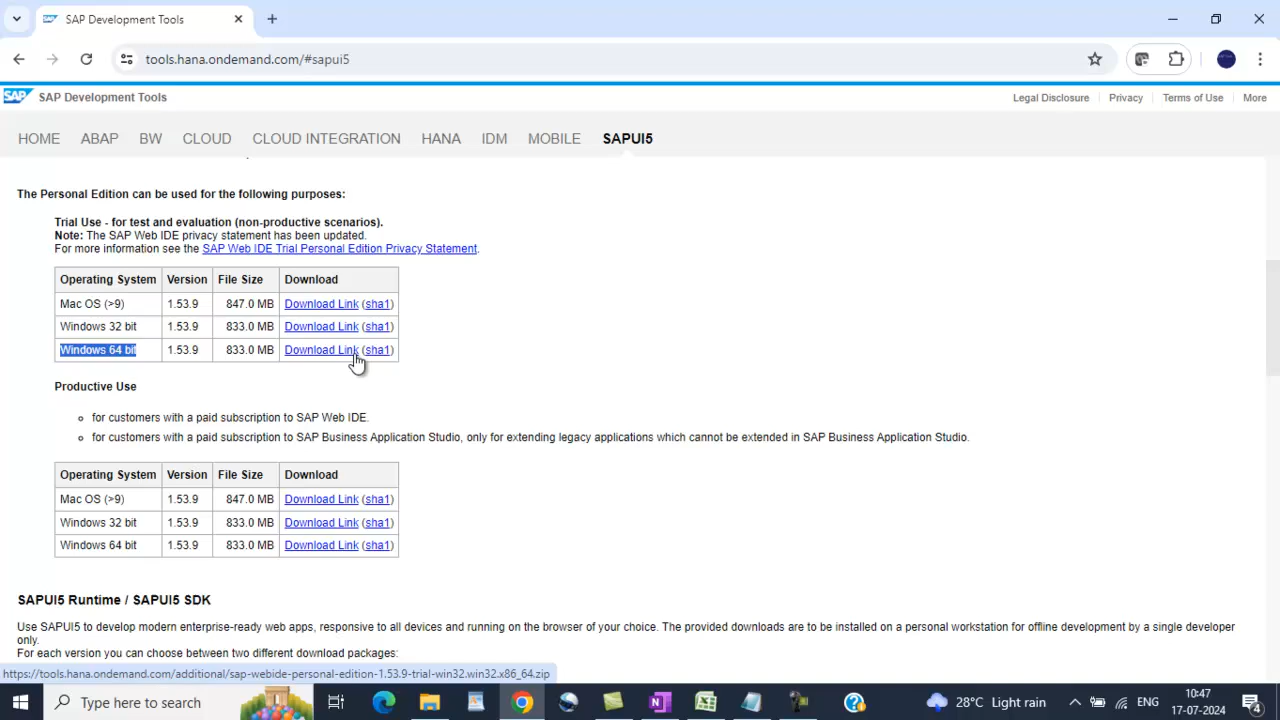 SAP Development Tools
tools.hana.ondemand.com/#sapui5
SAP SAP Development Tools
Legal Disclosure Privacy Terms of Use More
HOME ABAP BW CLOUD CLOUD INTEGRATION HANA IDM MOBILE SAPUI5
The Personal Edition can be used for the following purposes:
Trial Use - for test and evaluation (non-productive scenarios).
Note: The SAP Web IDE privacy statement has been updated.
For more information see the SAP Web IDE Trial Personal Edition Privacy Statement.
Operating System Version File Size Download
Mac OS (>9) 1.53.9 847.0 MB Download Link (sha1)
Windows 32 bit 1.53.9 833.0 MB Download Link (sha1)
Windows 64 bit 1.53.9 833.0 MB Download Link (sha1)
Productive Use
for customers with a paid subscription to SAP Web IDE.
for customers with a paid subscription to SAP Business Application Studio, only for extending legacy applications which cannot be extended in SAP Business Application Studio.
Operating System Version File Size Download
Mac OS (>9) 1.53.9 847.0 MB Download Link (sha1)
Windows 32 bit 1.53.9 833.0 MB Download Link (sha1)
Windows 64 bit 1.53.9 833.0 MB Download Link (sha1)
SAPUI5 Runtime / SAPUI5 SDK
Use SAPUI5 to develop modern enterprise-ready web apps, responsive to all devices and running on the browser of your choice. The provided downloads are to be installed on a personal workstation for offline development by a single developer
only.
For each version you can choose between two different download packages:
https://tools.hana.ondemand.com/additional/sap-webide-personal-edition-1.53.9-trial-win32.win32.x86_64.zip
Type here to search
28°C Light rain
ENG
10:47
17-07-2024
4